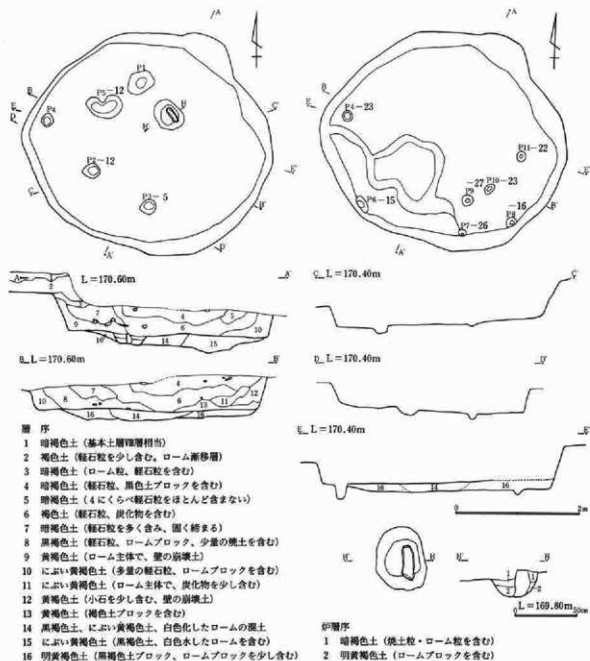 A
A
P1
P5-12
B
E
D
P4
H
H'
C'
P2-12
E'
P3-5
C
B'
A'
D'
B
E
P4-23
P11-22
-27 P10-23
P9
P6-15
-16
P8
P7-26
B'
A'
A L=170.60m A'
C L=170.40m C'
B L=170.60m B'
D L=170.40m D'
E L=170.40m E'
0 2m
層 序
1 暗褐色土（基本土層Ⅷ層相当）
2 褐色土（軽石粒を少し含む。ローム漸移層）
3 暗褐色土（ローム粒、軽石粒を含む）
4 暗褐色土（軽石粒、黒色土ブロックを含む）
5 暗褐色土（4にくらべ軽石粒をほとんど含まない）
6 褐色土（軽石粒、炭化物を含む）
7 暗褐色土（軽石粒を多く含み、固く締まる）
8 黒褐色土（軽石粒、ロームブロック、少量の焼土を含む）
9 黄褐色土（ローム主体で、壁の崩壊土）
10 にぶい黄褐色土（多量の軽石粒、ロームブロックを含む）
11 にぶい黄褐色土（ローム主体で、炭化物を少し含む）
12 黄褐色土（小石を少し含む、壁の崩壊土）
13 黄褐色土（褐色土ブロックを含む）
14 黒褐色土、にぶい黄褐色土、白色化したロームの混土
15 にぶい黄褐色土（黒褐色土、白色水したロームを含む）
16 明黄褐色土（黒褐色土ブロック、ロームブロックを少し含む）
H' H H' H
L=169.80m
0 50cm
炉層序
1 暗褐色土（焼土粒・ローム粒を含む）
2 明黄褐色土（ロームブロックを含む）